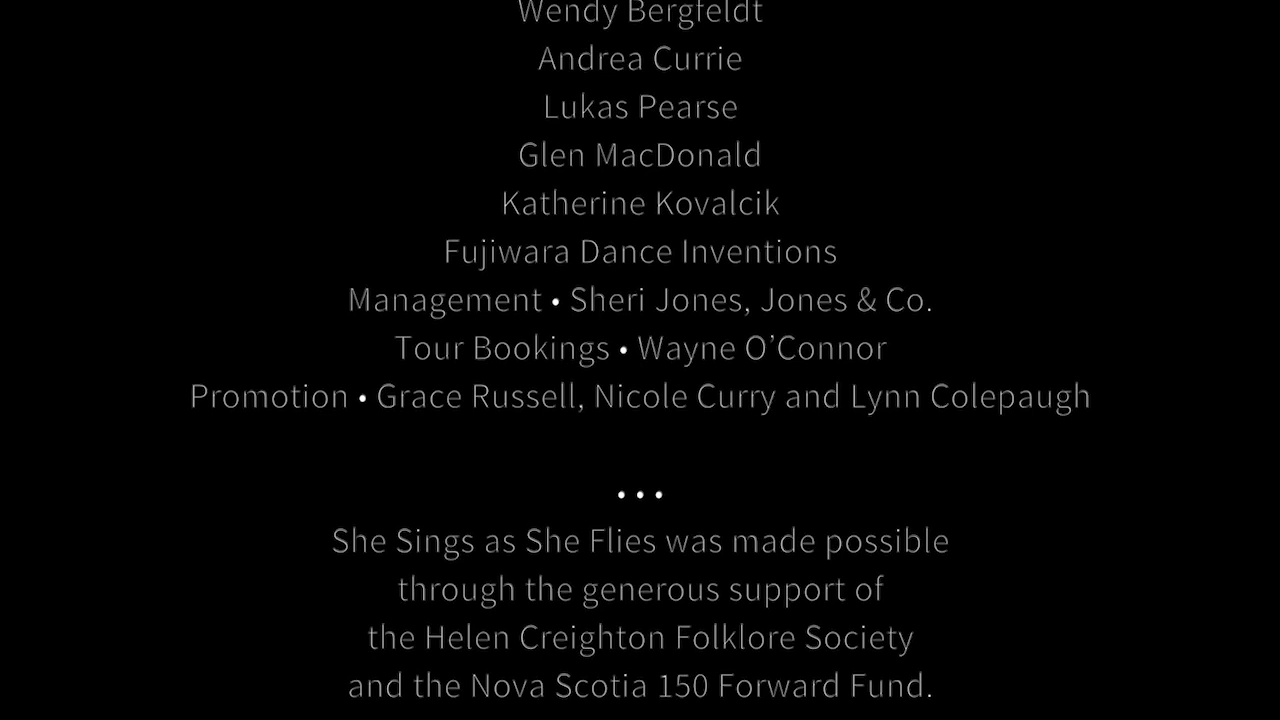 Wendy Bergfeldt
Andrea Currie
Lukas Pearse
Glen MacDonald
Katherine Kovalcik
Fujiwara Dance Inventions
Management • Sheri Jones, Jones & Co.
Tour Bookings • Wayne O’Connor
Promotion • Grace Russell, Nicole Curry and Lynn Colepaugh
• • •
She Sings as She Flies was made possible
through the generous support of
the Helen Creighton Folklore Society
and the Nova Scotia 150 Forward Fund.